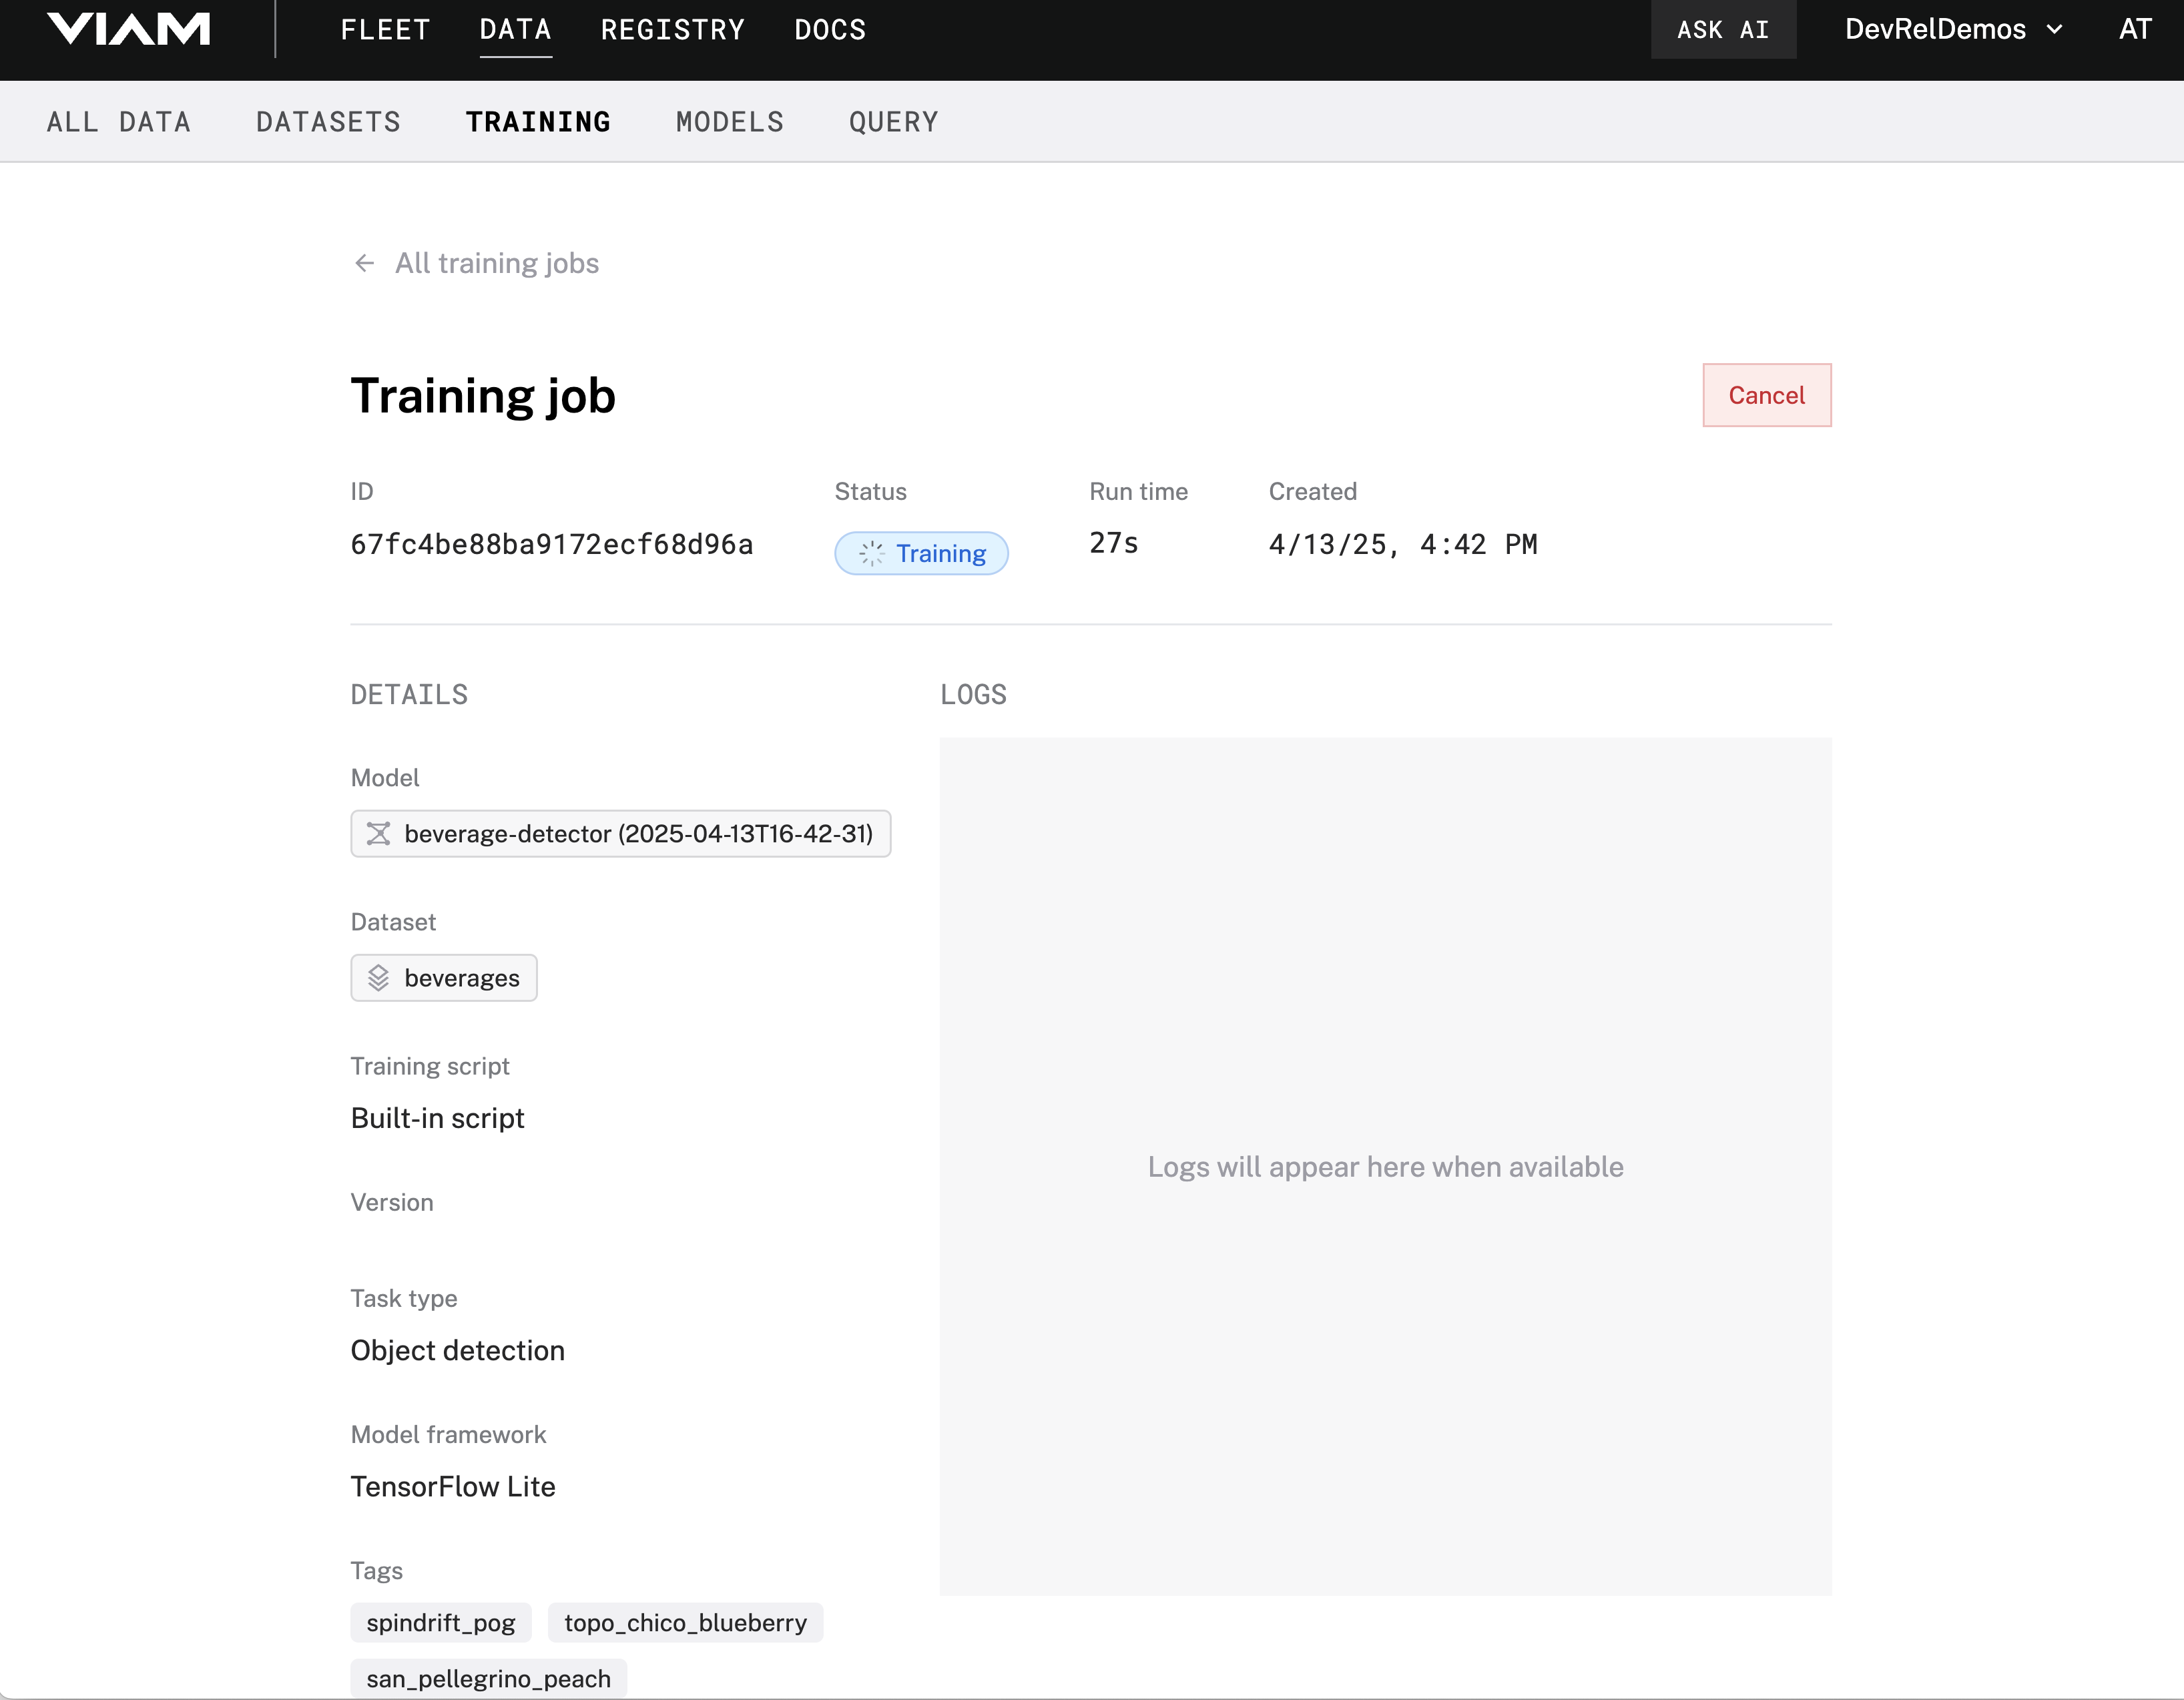 VIAM FLEET DATA REGISTRY DOCS ASK AI DevRelDemos AT
ALL DATA DATASETS TRAINING MODELS QUERY
All training jobs
Training job Cancel
ID Status Run time Created
67fc4be88ba9172ecf68d96a Training 27s 4/13/25, 4:42 PM
DETAILS
Model
beverage-detector (2025-04-13T16-42-31)
Dataset
beverages
Training script
Built-in script
Version
Task type
Object detection
Model framework
TensorFlow Lite
Tags
spindrift_pog topo_chico_blueberry
san_pellegrino_peach
LOGS
Logs will appear here when available